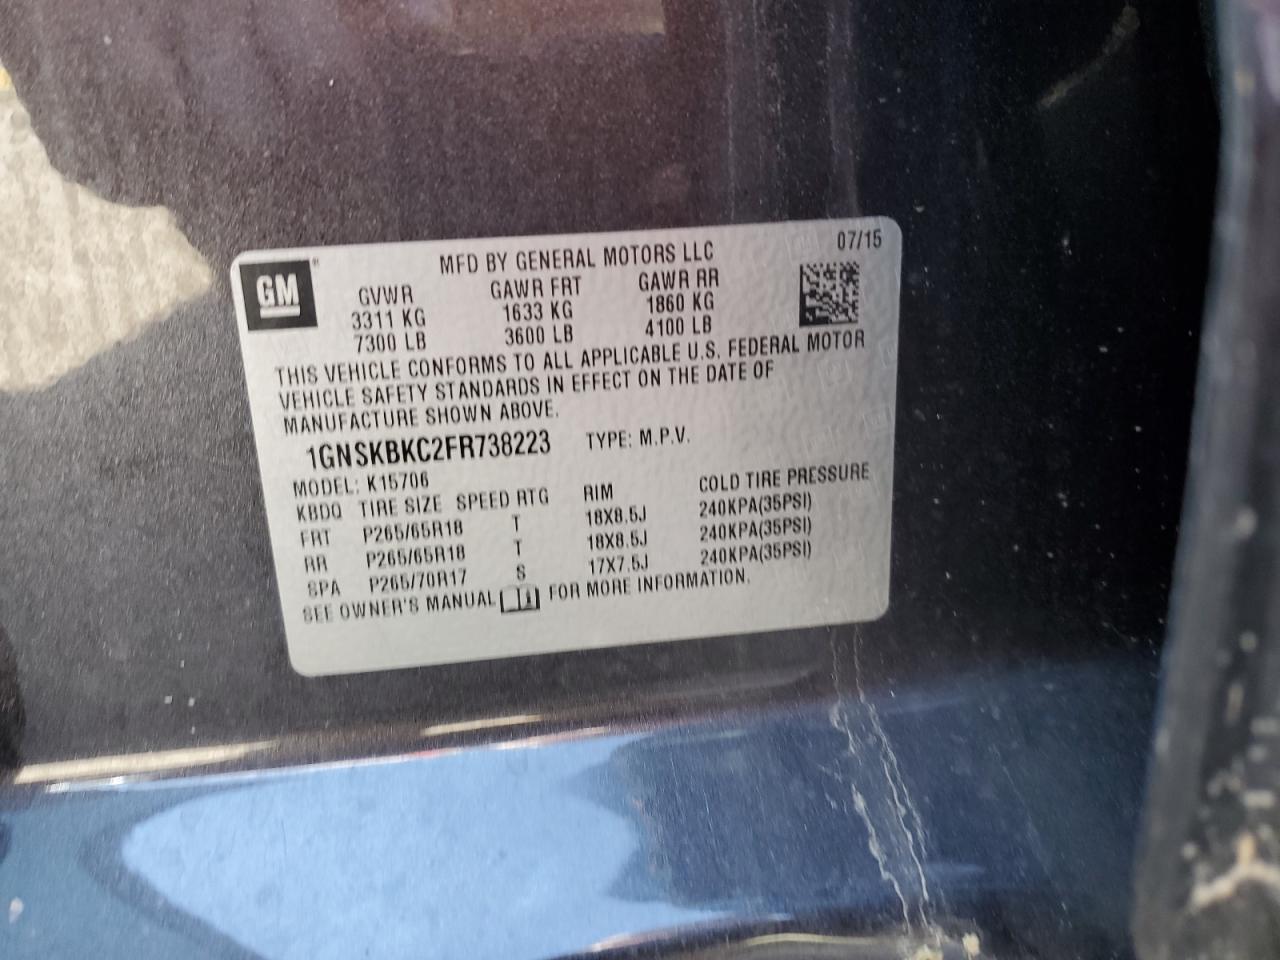 07/15
GM
MFD BY GENERAL MOTORS LLC
GVWR GAWR FRT GAWR RR
3311 KG 1633 KG 1860 KG
7300 LB 3600 LB 4100 LB
THIS VEHICLE CONFORMS TO ALL APPLICABLE U.S. FEDERAL MOTOR
VEHICLE SAFETY STANDARDS IN EFFECT ON THE DATE OF
MANUFACTURE SHOWN ABOVE.
1GNSKBKC2FR738223 TYPE: M.P.V.
MODEL: K15706
KBDQ TIRE SIZE SPEED RTG RIM COLD TIRE PRESSURE
FRT P265/65R18 T 18X8.5J 240KPA(35PSI)
RR P265/65R18 T 18X8.5J 240KPA(35PSI)
SPA P265/70R17 S 17X7.5J 240KPA(35PSI)
SEE OWNER'S MANUAL FOR MORE INFORMATION.